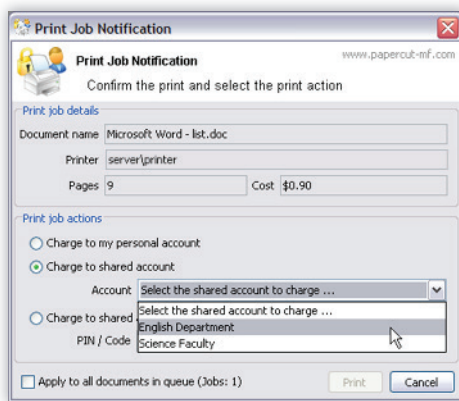 Print Job Notification
www.papercut-mf.com
Print Job Notification
Confirm the print and select the print action
Print job details
Document name Microsoft Word - list.doc
Printer server\printer
Pages 9 Cost $0.90
Print job actions
Charge to my personal account
Charge to shared account
Account Select the shared account to charge ...
Select the shared account to charge ...
Charge to shared
English Department
PIN / Code Science Faculty
Apply to all documents in queue (Jobs: 1) Print Cancel